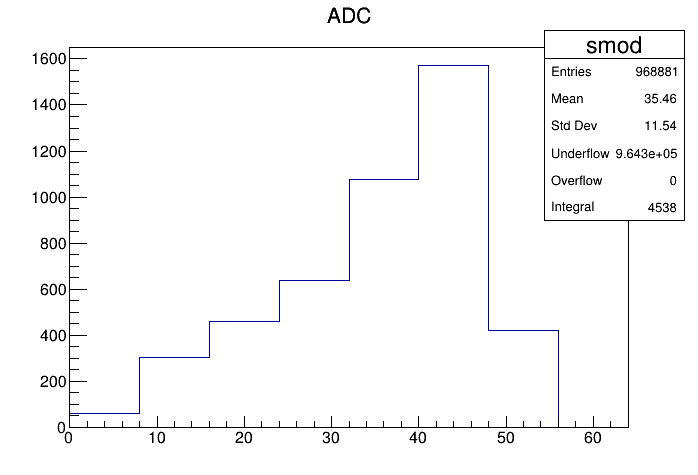 ADC
smod
Entries 968881
Mean 35.46
Std Dev 11.54
Underflow 9.643e+05
Overflow 0
Integral 4538
1600
1400
1200
1000
800
600
400
200
0
0 10 20 30 40 50 60